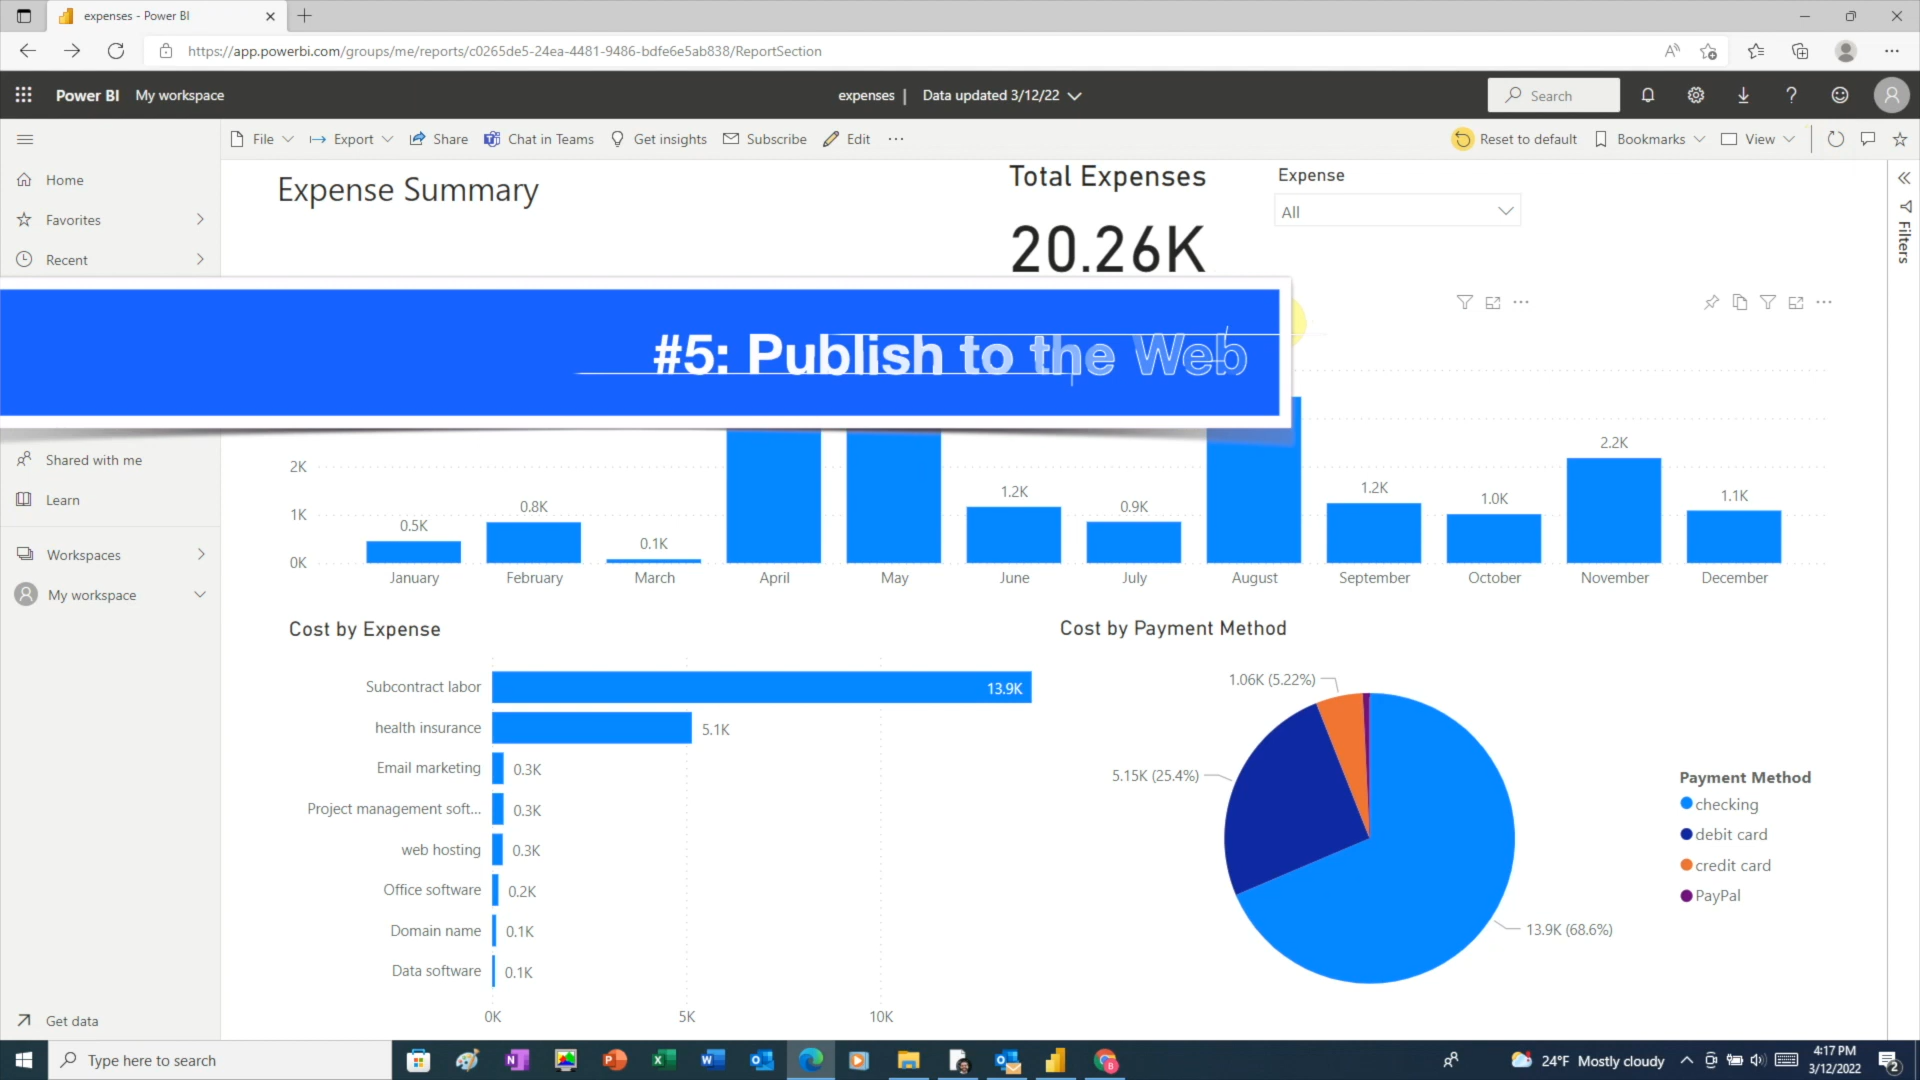 expenses - Power BI
https://app.powerbi.com/groups/me/reports/c0265de5-24ea-4481-9486-bdfe6e5ab838/ReportSection
Power BI My workspace
expenses | Data updated 3/12/22
Search
File Export Share Chat in Teams Get insights Subscribe Edit
Reset to default Bookmarks View
Home
Favorites
Recent
Shared with me
Learn
Workspaces
My workspace
Get data
Expense Summary
Total Expenses
20.26K
Expense
All
Filters
#5: Publish to the Web
2K
1K
0K
0.5K
0.8K
0.1K
1.2K
0.9K
1.2K
1.0K
2.2K
1.1K
January February March April May June July August September October November December
Cost by Expense
Subcontract labor 13.9K
health insurance 5.1K
Email marketing 0.3K
Project management soft... 0.3K
web hosting 0.3K
Office software 0.2K
Domain name 0.1K
Data software 0.1K
0K 5K 10K
Cost by Payment Method
1.06K (5.22%)
5.15K (25.4%)
13.9K (68.6%)
Payment Method
checking
debit card
credit card
PayPal
Type here to search
24°F Mostly cloudy
4:17 PM
3/12/2022
2